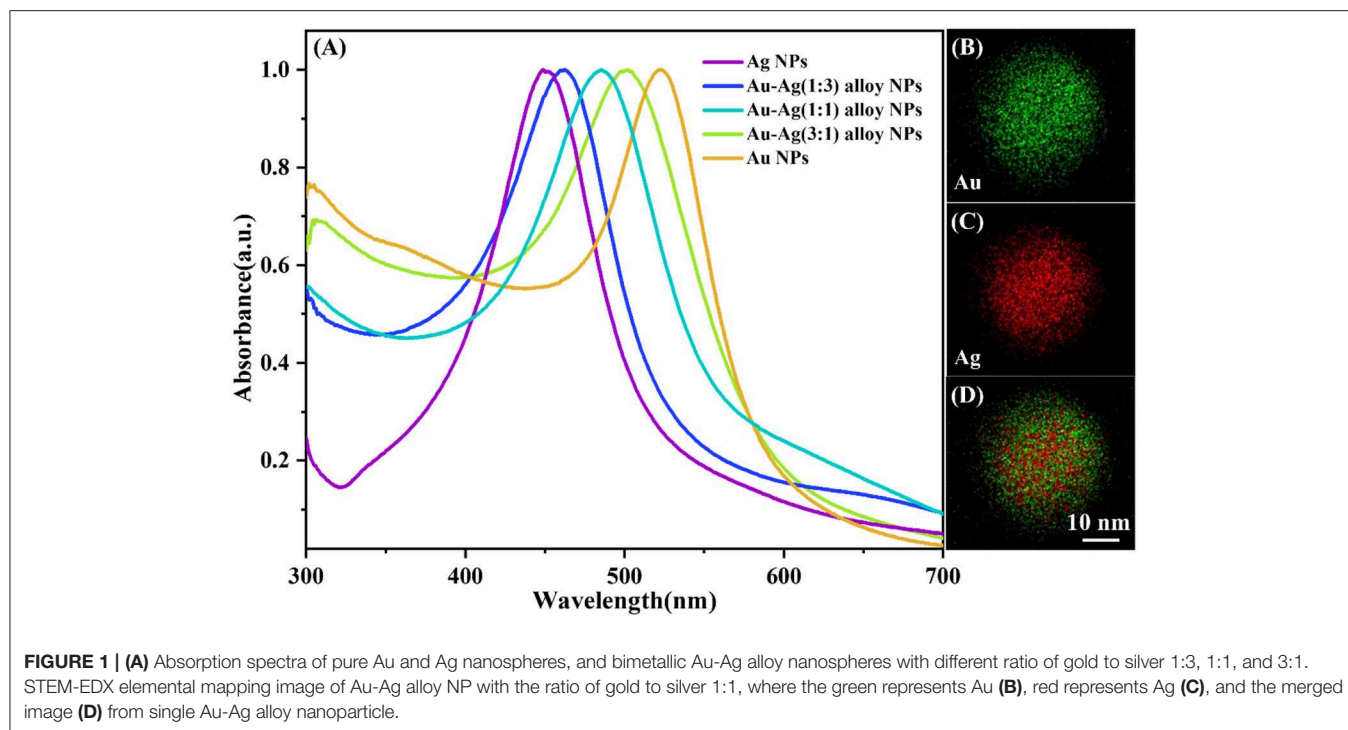 (A)
Ag NPs
Au-Ag(1:3) alloy NPs
Au-Ag(1:1) alloy NPs
Au-Ag(3:1) alloy NPs
Au NPs
1.0
0.8
0.6
0.4
0.2
Absorbance(a.u.)
300
400
500
600
700
Wavelength(nm)
(B)
Au
(C)
Ag
(D)
10 nm
FIGURE 1 | (A) Absorption spectra of pure Au and Ag nanospheres, and bimetallic Au-Ag alloy nanospheres with different ratio of gold to silver 1:3, 1:1, and 3:1.
STEM-EDX elemental mapping image of Au-Ag alloy NP with the ratio of gold to silver 1:1, where the green represents Au (B), red represents Ag (C), and the merged
image (D) from single Au-Ag alloy nanoparticle.